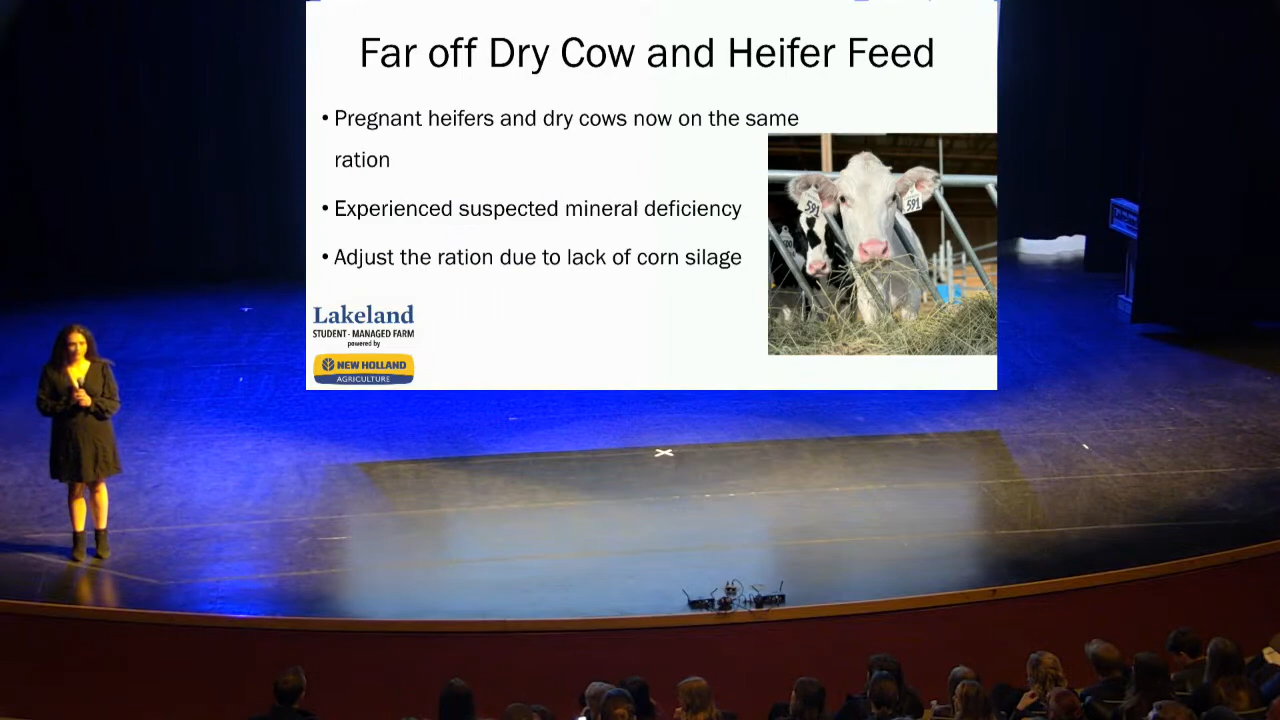 Far off Dry Cow and Heifer Feed
• Pregnant heifers and dry cows now on the same
ration
• Experienced suspected mineral deficiency
• Adjust the ration due to lack of corn silage
591
591
Lakeland
STUDENT - MANAGED FARM
powered by
NEW HOLLAND
AGRICULTURE